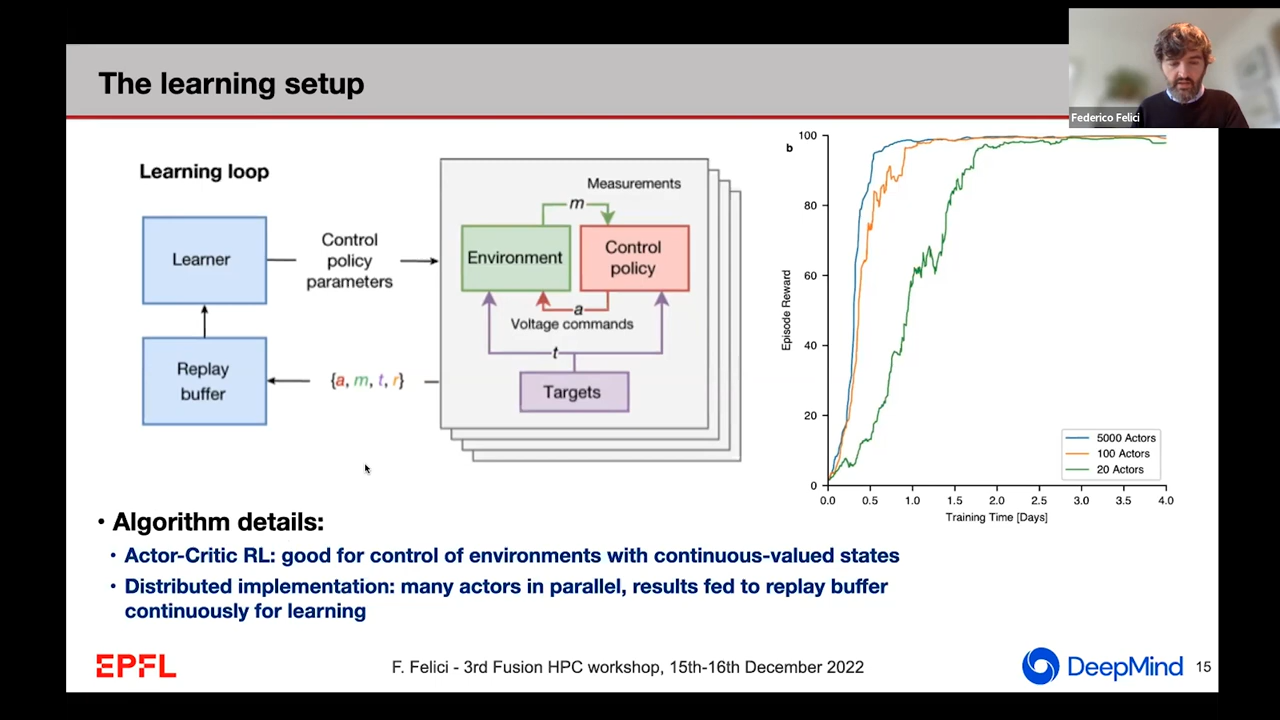 The learning setup
Federico Felici
Learning loop
Learner
Control
policy
parameters
Replay
buffer
{a, m, t, r}
Measurements
m
Environment
Control
policy
a
Voltage commands
t
Targets
b
100
80
60
40
20
0
Episode Reward
0.0 0.5 1.0 1.5 2.0 2.5 3.0 3.5 4.0
Training Time [Days]
5000 Actors
100 Actors
20 Actors
• Algorithm details:
• Actor-Critic RL: good for control of environments with continuous-valued states
• Distributed implementation: many actors in parallel, results fed to replay buffer
continuously for learning
EPFL
F. Felici - 3rd Fusion HPC workshop, 15th-16th December 2022
DeepMind
15